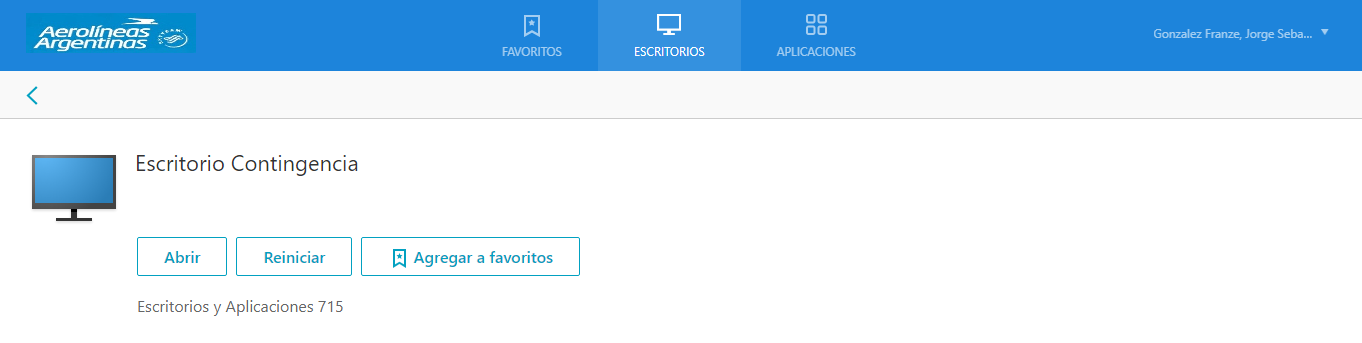 Aerolíneas
Argentinas
FAVORITOS
ESCRITORIOS
APLICACIONES
Gonzalez Franze, Jorge Seba...
Escritorio Contingencia
Abrir
Reiniciar
Agregar a favoritos
Escritorios y Aplicaciones 715